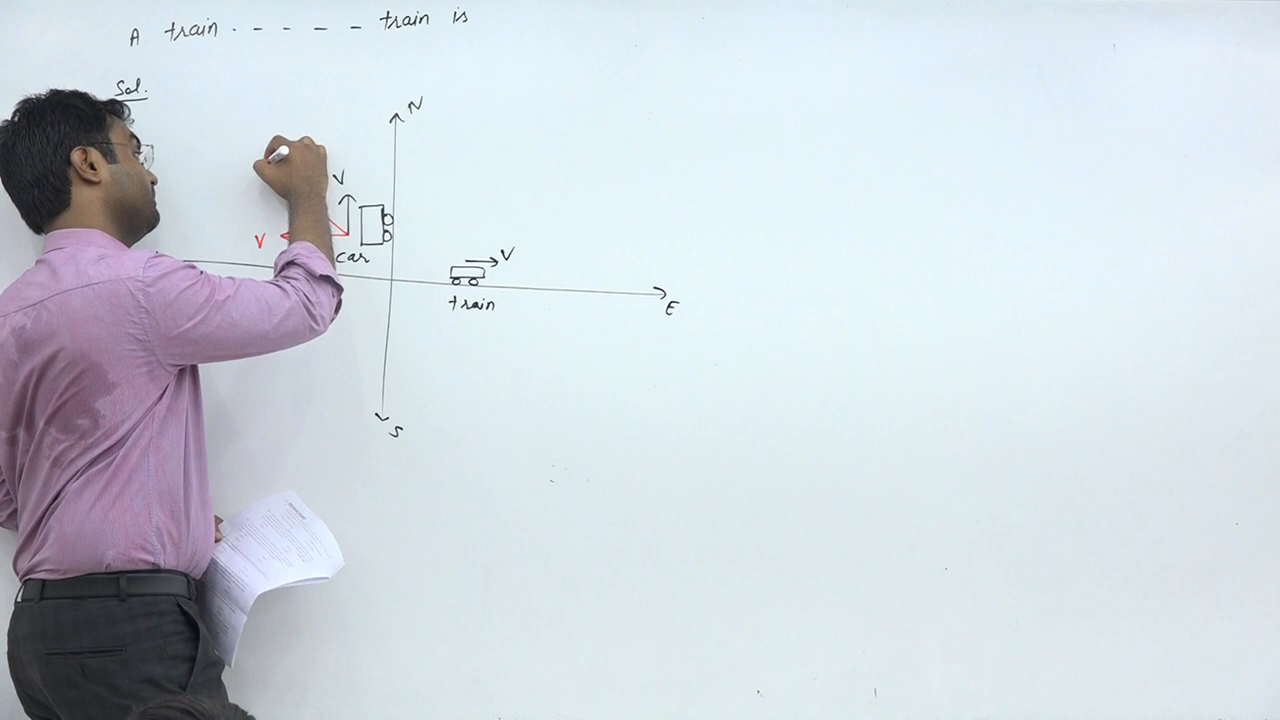 A train - - - - - train is
Sol.
N
V
V
car
V
train
E
S